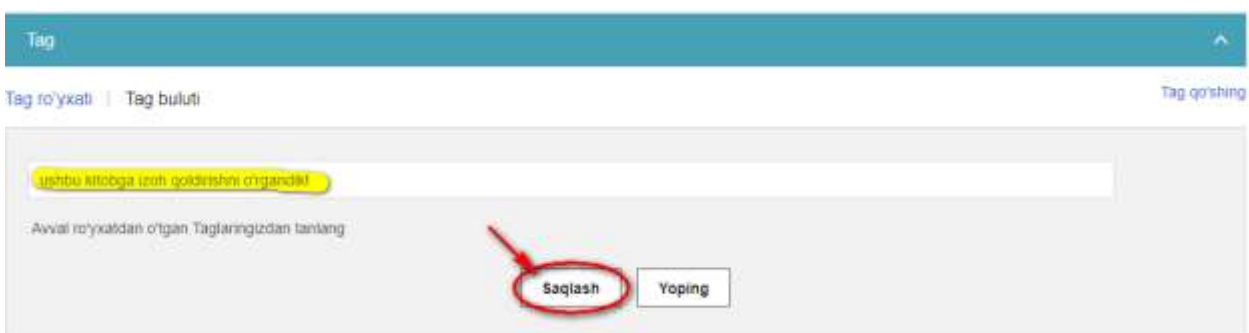 Tag
Tag ro'yxati | Tag buluti
Tag qo'shing
ushbu kitobga izoh qoldirishni o'rgandik!
Avval ro'yxatdan o'tgan Taglaringizdan tanlang
Saqlash
Yoping